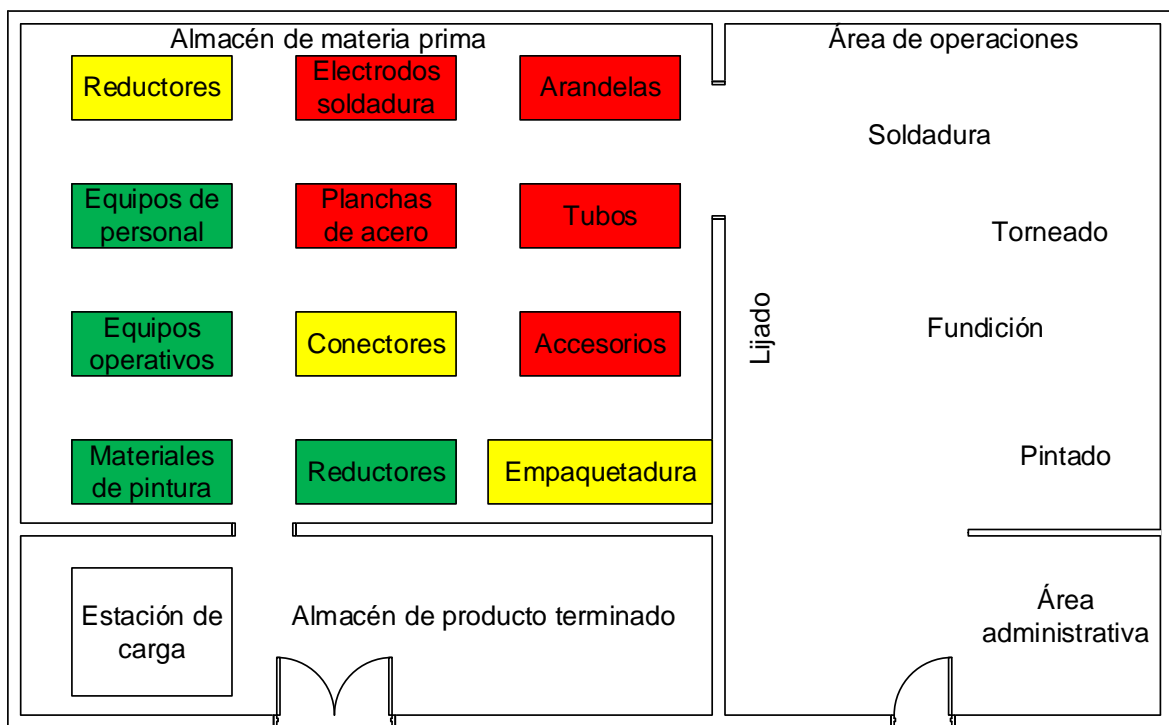 Almacén de materia prima
Área de operaciones
Reductores
Electrodos
soldadura
Arandelas
Soldadura
Equipos de
personal
Planchas
de acero
Tubos
Torneado
Equipos
operativos
Conectores
Accesorios
Lijado
Fundición
Materiales
de pintura
Reductores
Empaquetadura
Pintado
Estación de
carga
Almacén de producto terminado
Área
administrativa